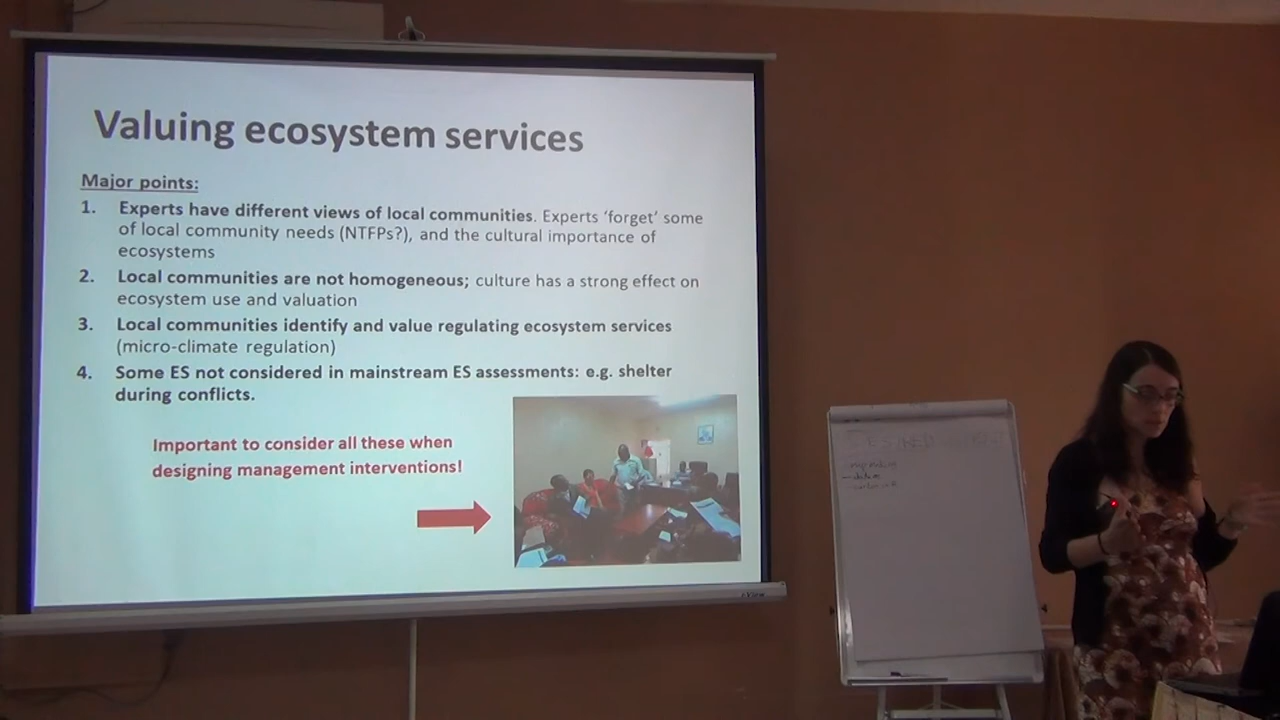 Valuing ecosystem services
Major points:
1. Experts have different views of local communities. Experts 'forget' some
of local community needs (NTFPs?), and the cultural importance of
ecosystems
2. Local communities are not homogeneous; culture has a strong effect on
ecosystem use and valuation
3. Local communities identify and value regulating ecosystem services
(micro-climate regulation)
4. Some ES not considered in mainstream ES assessments: e.g. shelter
during conflicts.
Important to consider all these when
designing management interventions!